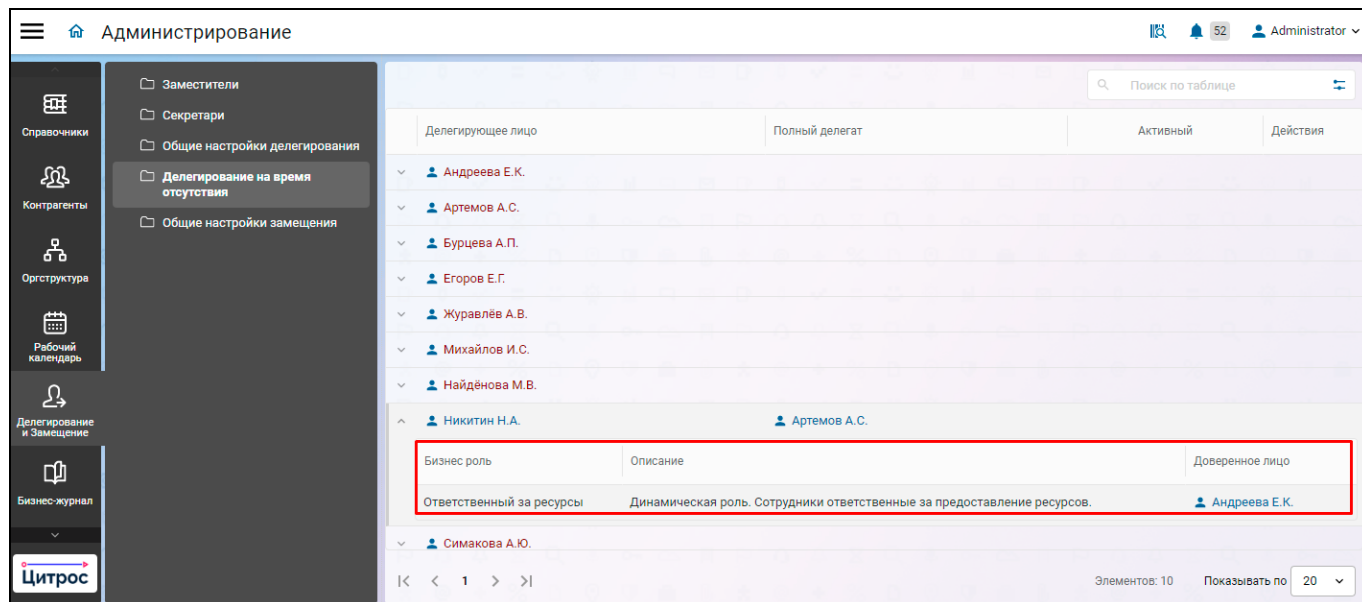 Администрирование
52
Administrator
Справочники
Контрагенты
Оргструктура
Рабочий
календарь
Делегирование
и Замещение
Бизнес-журнал
Цитрос
Заместители
Секретари
Общие настройки делегирования
Делегирование на время
отсутствия
Общие настройки замещения
Поиск по таблице
Делегирующее лицо Полный делегат Активный Действия
Андреева Е.К.
Артемов А.С.
Бурцева А.П.
Егоров Е.Г.
Журавлёв А.В.
Михайлов И.С.
Найдёнова М.В.
Никитин Н.А. Артемов А.С.
Бизнес роль Описание Доверенное лицо
Ответственный за ресурсы Динамическая роль. Сотрудники ответственные за предоставление ресурсов. Андреева Е.К.
Симакова А.Ю.
1 Элементов: 10 Показывать по 20